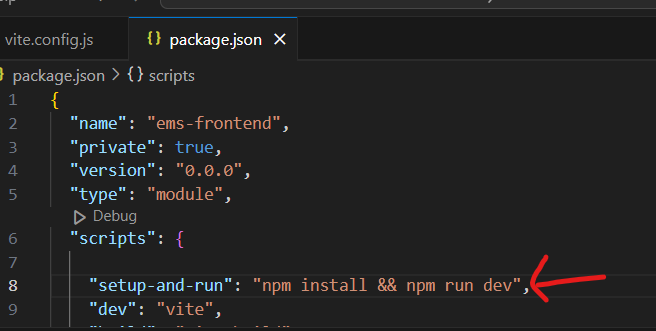 vite.config.js
{} package.json ×
package.json > {} scripts
1 {
2 "name": "ems-frontend",
3 "private": true,
4 "version": "0.0.0",
5 "type": "module",
Debug
6 "scripts": {
7
8 "setup-and-run": "npm install && npm run dev",
9 "dev": "vite",